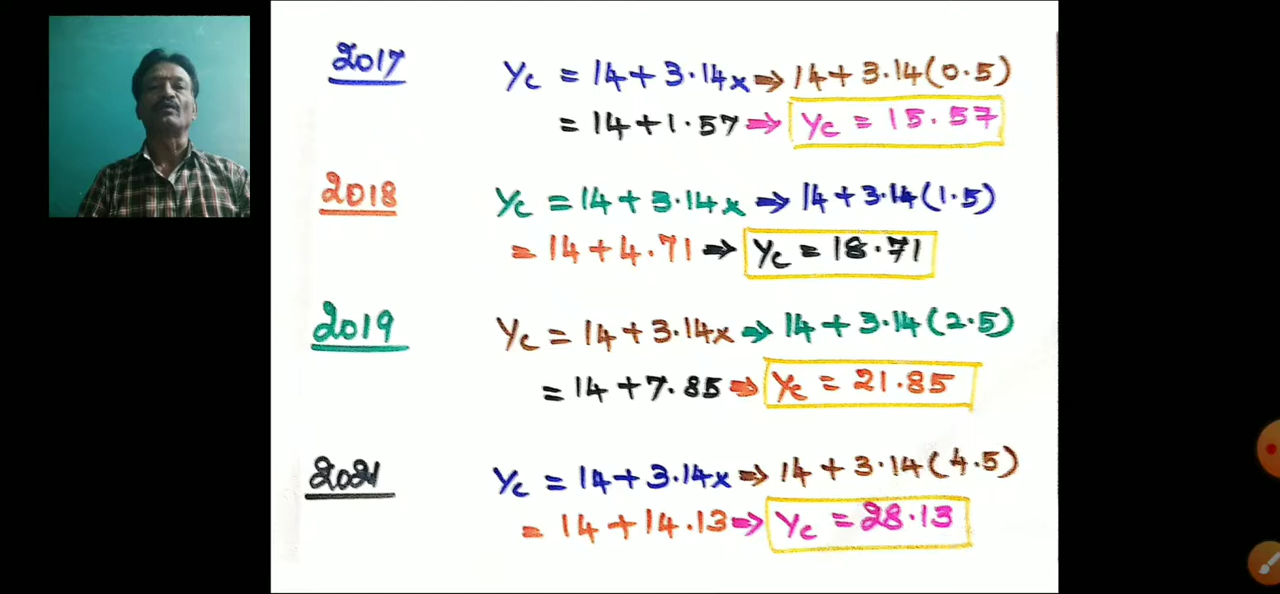 2017
Yc = 14 + 3.14x ⇒ 14 + 3.14(0.5)
= 14 + 1.57 ⇒ Yc = 15.57
2018
Yc = 14 + 3.14x ⇒ 14 + 3.14(1.5)
= 14 + 4.71 ⇒ Yc = 18.71
2019
Yc = 14 + 3.14x ⇒ 14 + 3.14(2.5)
= 14 + 7.85 ⇒ Yc = 21.85
2021
Yc = 14 + 3.14x ⇒ 14 + 3.14(4.5)
= 14 + 14.13 ⇒ Yc = 28.13